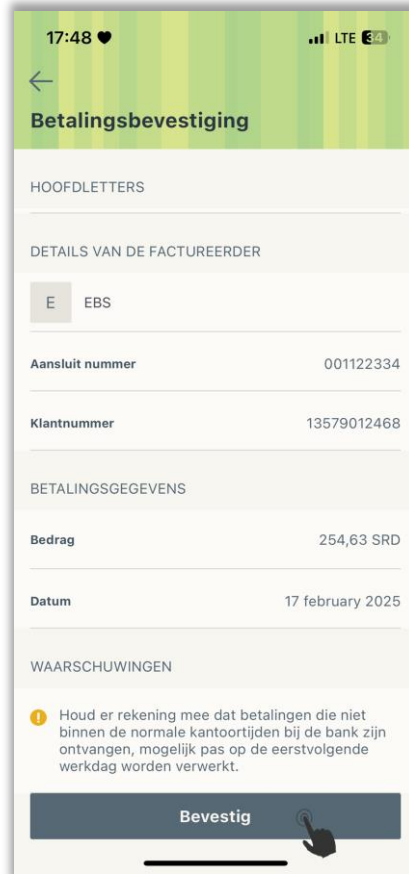 17:48 LTE 34
Betalingsbevestiging
HOOFDLETTERS
DETAILS VAN DE FACTUREERDER
E EBS
Aansluit nummer 001122334
Klantnummer 13579012468
BETALINGSGEGEVENS
Bedrag 254,63 SRD
Datum 17 february 2025
WAARSCHUWINGEN
Houd er rekening mee dat betalingen die niet
binnen de normale kantoortijden bij de bank zijn
ontvangen, mogelijk pas op de eerstvolgende
werkdag worden verwerkt.
Bevestig